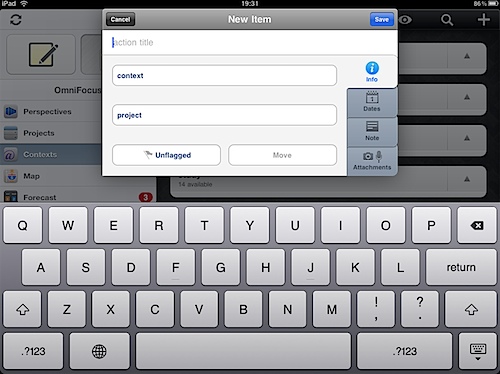 iPad 19:31 86%
Cancel New Item Save
action title
context
project
Unflagged Move
Info
Dates
Note
Attachments
OmniFocus
Perspectives
Projects
Contexts
Map
Forecast 3
14 available
Q W E R T Y U I O P
A S D F G H J K L return
Z X C V B N M ! , ? .
.?123 .?123